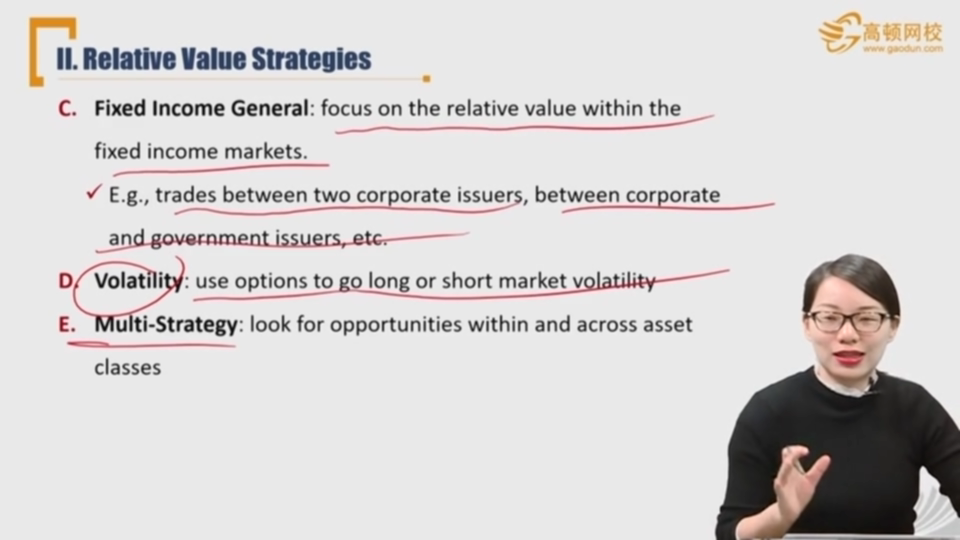 高顿网校
www.gaodun.com
II. Relative Value Strategies
C. Fixed Income General: focus on the relative value within the
fixed income markets.
✓ E.g., trades between two corporate issuers, between corporate
and government issuers, etc.
D. Volatility: use options to go long or short market volatility
E. Multi-Strategy: look for opportunities within and across asset
classes